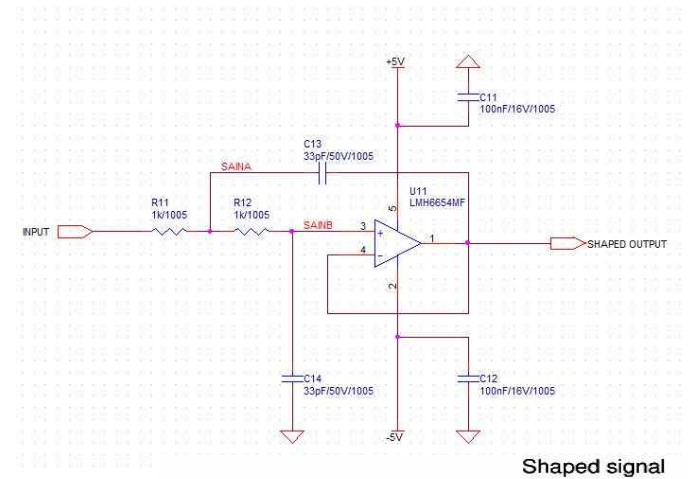 +5V
C11
100nF/16V/1005
C13
33pF/50V/1005
SAINA
U11
LMH6654MF
R11
1k/1005
R12
1k/1005
5
INPUT
SAINB
3
+
1
4
-
SHAPED OUTPUT
2
C14
33pF/50V/1005
C12
100nF/16V/1005
-5V
Shaped signal